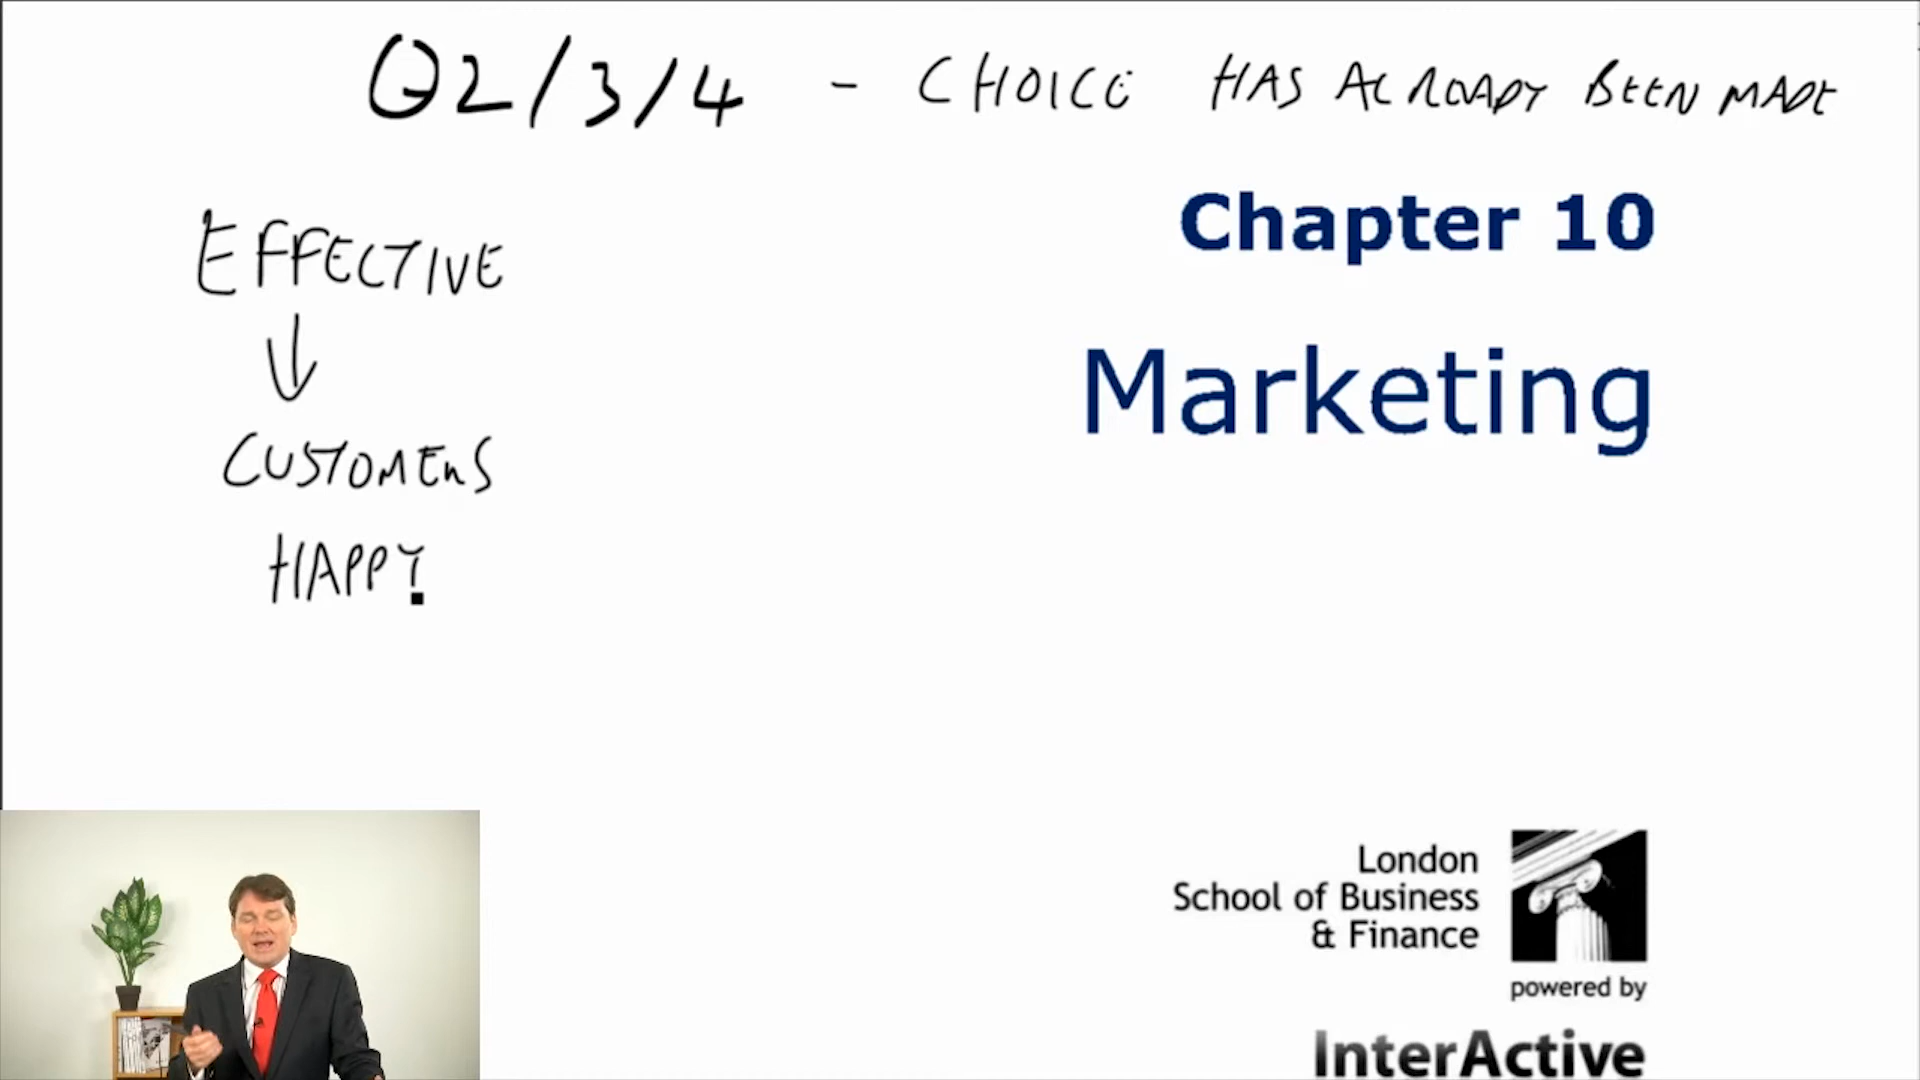 Q2/3/4 - CHOICE HAS ALREADY BEEN MADE
Chapter 10
Marketing
EFFECTIVE
CUSTOMERS
HAPPY
London
School of Business
& Finance
powered by
InterActive